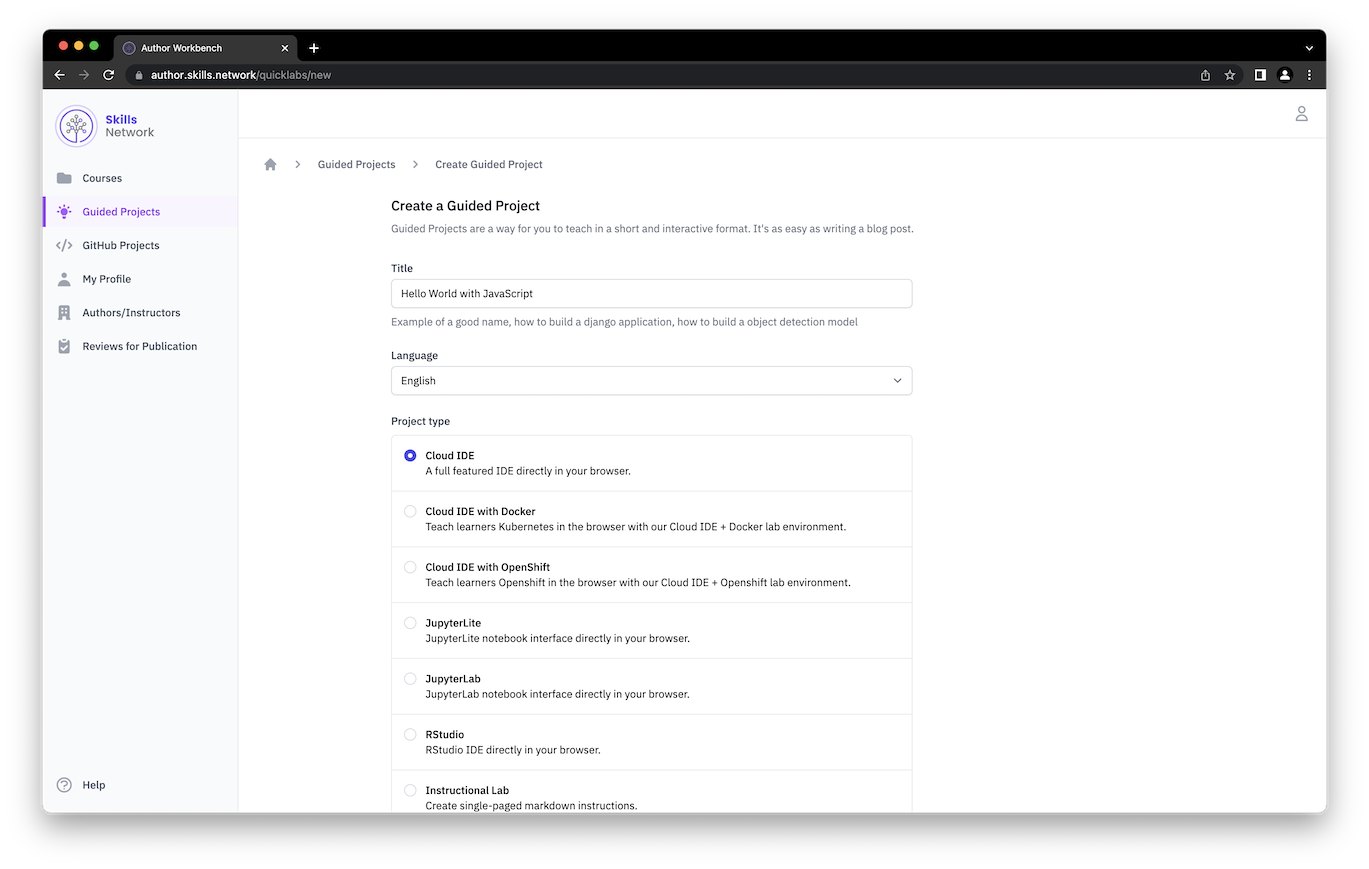 Author Workbench
author.skills.network/quicklabs/new
Skills
Network
Courses
Guided Projects
GitHub Projects
My Profile
Authors/Instructors
Reviews for Publication
Help
Guided Projects
Create Guided Project
Create a Guided Project
Guided Projects are a way for you to teach in a short and interactive format. It's as easy as writing a blog post.
Title
Hello World with JavaScript
Example of a good name, how to build a django application, how to build a object detection model
Language
English
Project type
Cloud IDE
A full featured IDE directly in your browser.
Cloud IDE with Docker
Teach learners Kubernetes in the browser with our Cloud IDE + Docker lab environment.
Cloud IDE with OpenShift
Teach learners Openshift in the browser with our Cloud IDE + Openshift lab environment.
JupyterLite
JupyterLite notebook interface directly in your browser.
JupyterLab
JupyterLab notebook interface directly in your browser.
RStudio
RStudio IDE directly in your browser.
Instructional Lab
Create single-paged markdown instructions.